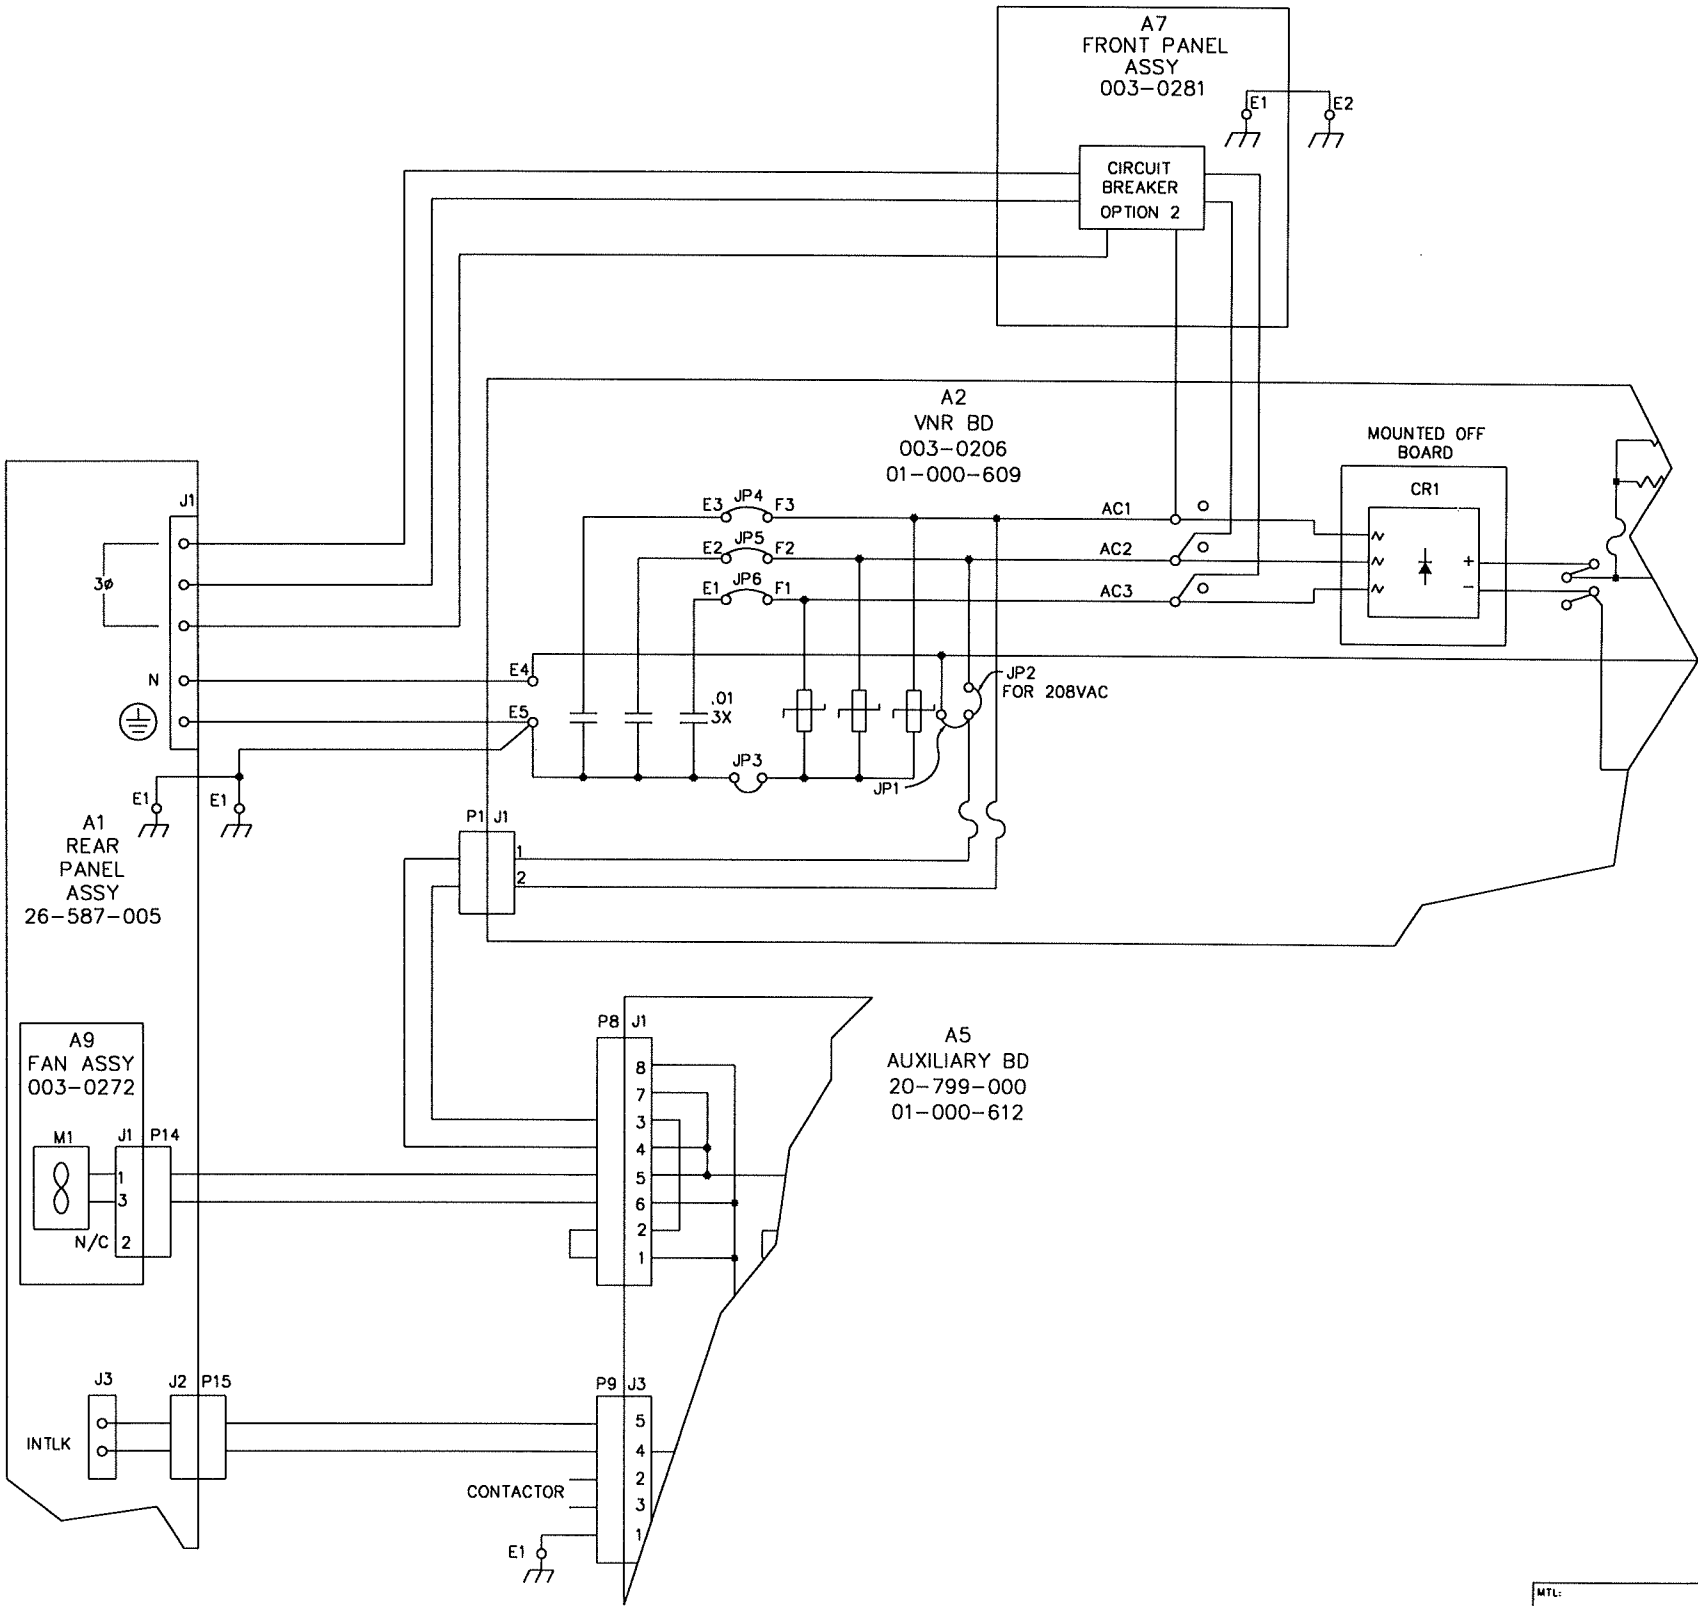 A7
FRONT PANEL
ASSY
003-0281
E1
E2
CIRCUIT
BREAKER
OPTION 2
A2
VNR BD
003-0206
01-000-609
MOUNTED OFF
BOARD
CR1
+
−
J1
3ø
N
E3 JP4 F3
E2 JP5 F2
E1 JP6 F1
AC1
AC2
AC3
E4
E5
.01
3X
JP2
FOR 208VAC
JP3
JP1
E1
E1
A1
REAR
PANEL
ASSY
26-587-005
P1 J1
1
2
A9
FAN ASSY
003-0272
M1
J1 P14
1
3
N/C 2
P8 J1
8
7
3
4
5
6
2
1
A5
AUXILIARY BD
20-799-000
01-000-612
J3
J2 P15
INTLK
P9 J3
5
4
2
3
1
CONTACTOR
E1
MTL: